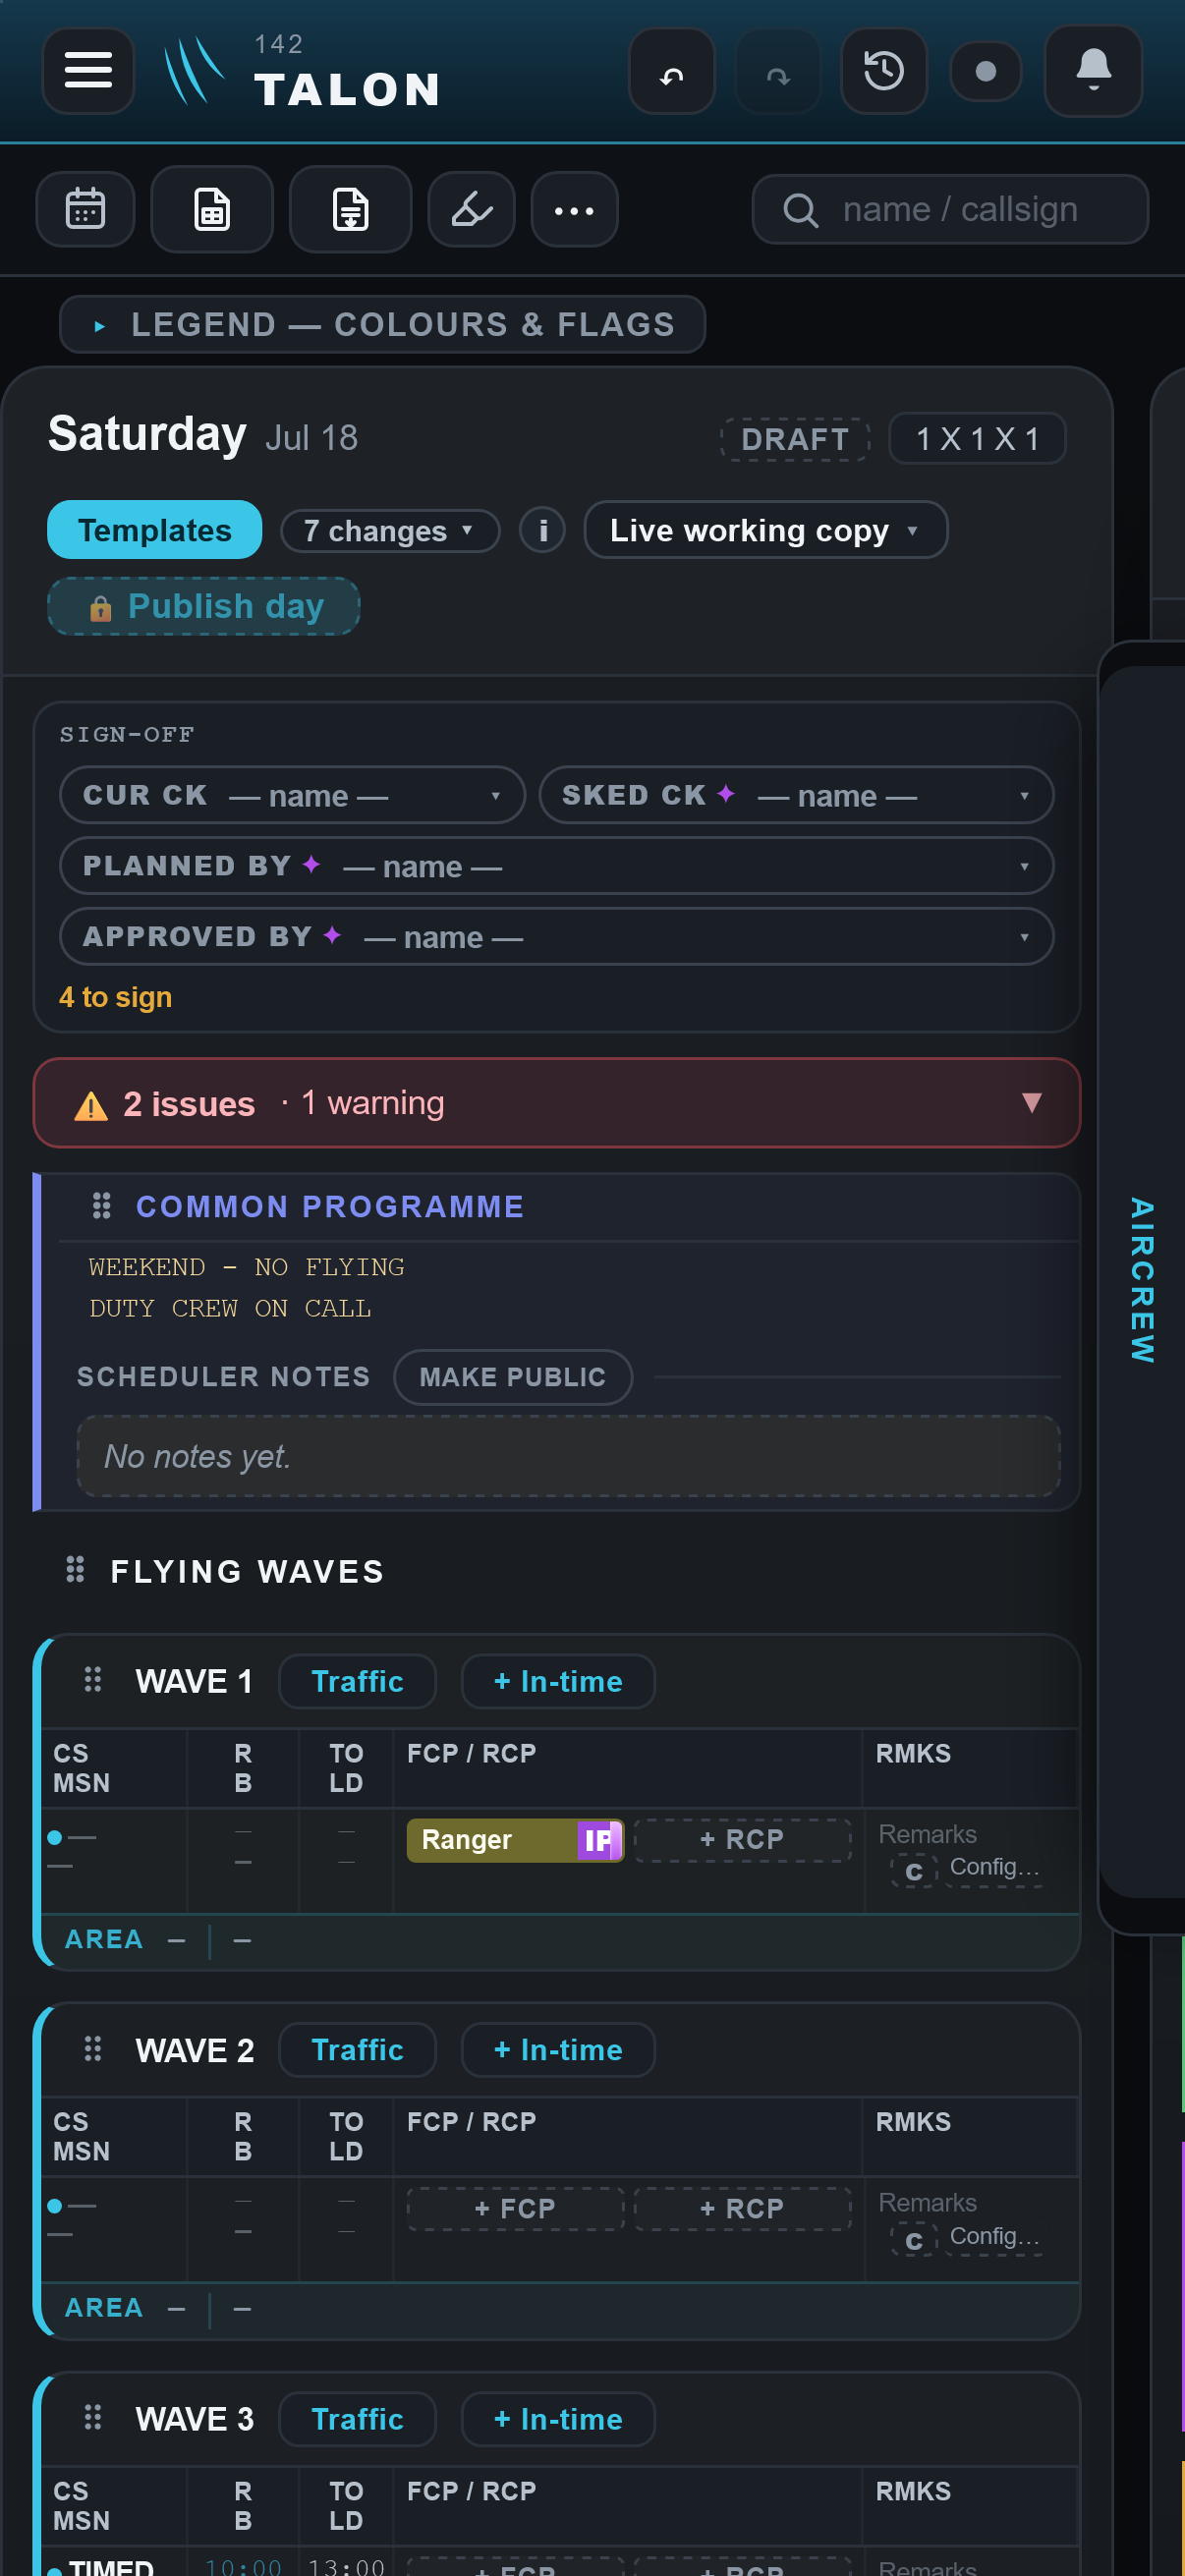 142
TALON
name / callsign
LEGEND — COLOURS & FLAGS
Saturday Jul 18 DRAFT 1 X 1 X 1
Templates 7 changes i Live working copy
Publish day
SIGN-OFF
CUR CK — name — SKED CK — name —
PLANNED BY — name —
APPROVED BY — name —
4 to sign
2 issues · 1 warning
COMMON PROGRAMME
WEEKEND - NO FLYING
DUTY CREW ON CALL
SCHEDULER NOTES MAKE PUBLIC
No notes yet.
AIRCREW
FLYING WAVES
WAVE 1 Traffic + In-time
CS R TO FCP / RCP RMKS
MSN B LD
— — — Ranger IP + RCP Remarks
— — — C Config...
AREA — —
WAVE 2 Traffic + In-time
CS R TO FCP / RCP RMKS
MSN B LD
— — — + FCP + RCP Remarks
— — — C Config...
AREA — —
WAVE 3 Traffic + In-time
CS R TO FCP / RCP RMKS
MSN B LD
TIMED 10:00 13:00 + FCP + RCP Remarks